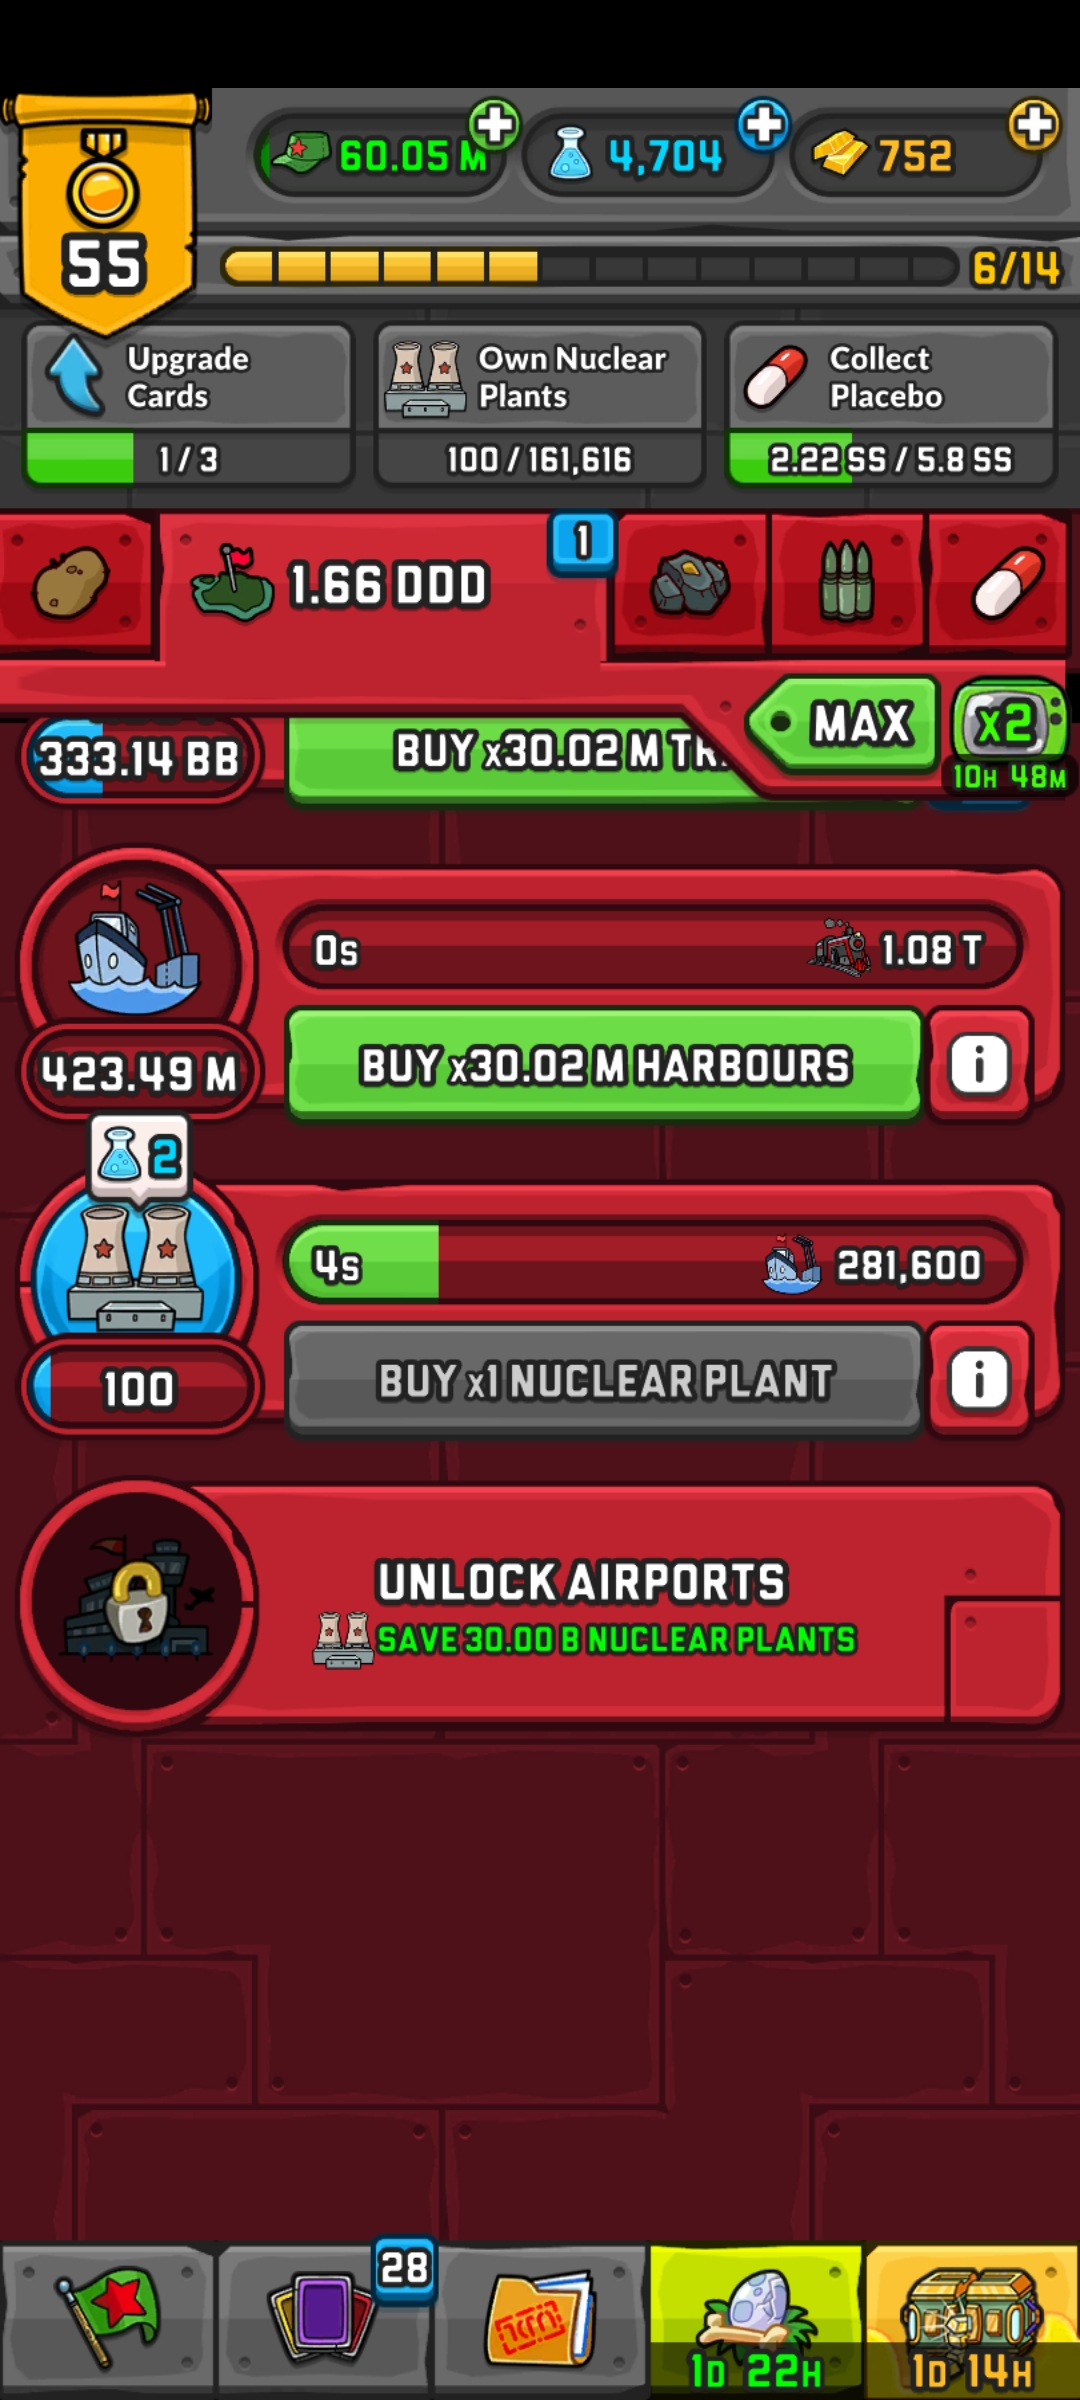 60.05 M
4,704
752
55
6/14
Upgrade
Cards
1 / 3
Own Nuclear
Plants
100 / 161,616
Collect
Placebo
2.22 SS / 5.8 SS
1.66 DDD
1
MAX
x2
10H 48M
333.14 BB
BUY x30.02 M TR
0s
1.08 T
423.49 M
BUY x30.02 M HARBOURS
i
2
4s
281,600
100
BUY x1 NUCLEAR PLANT
i
UNLOCK AIRPORTS
SAVE 30.00 B NUCLEAR PLANTS
28
1D 22H
1D 14H